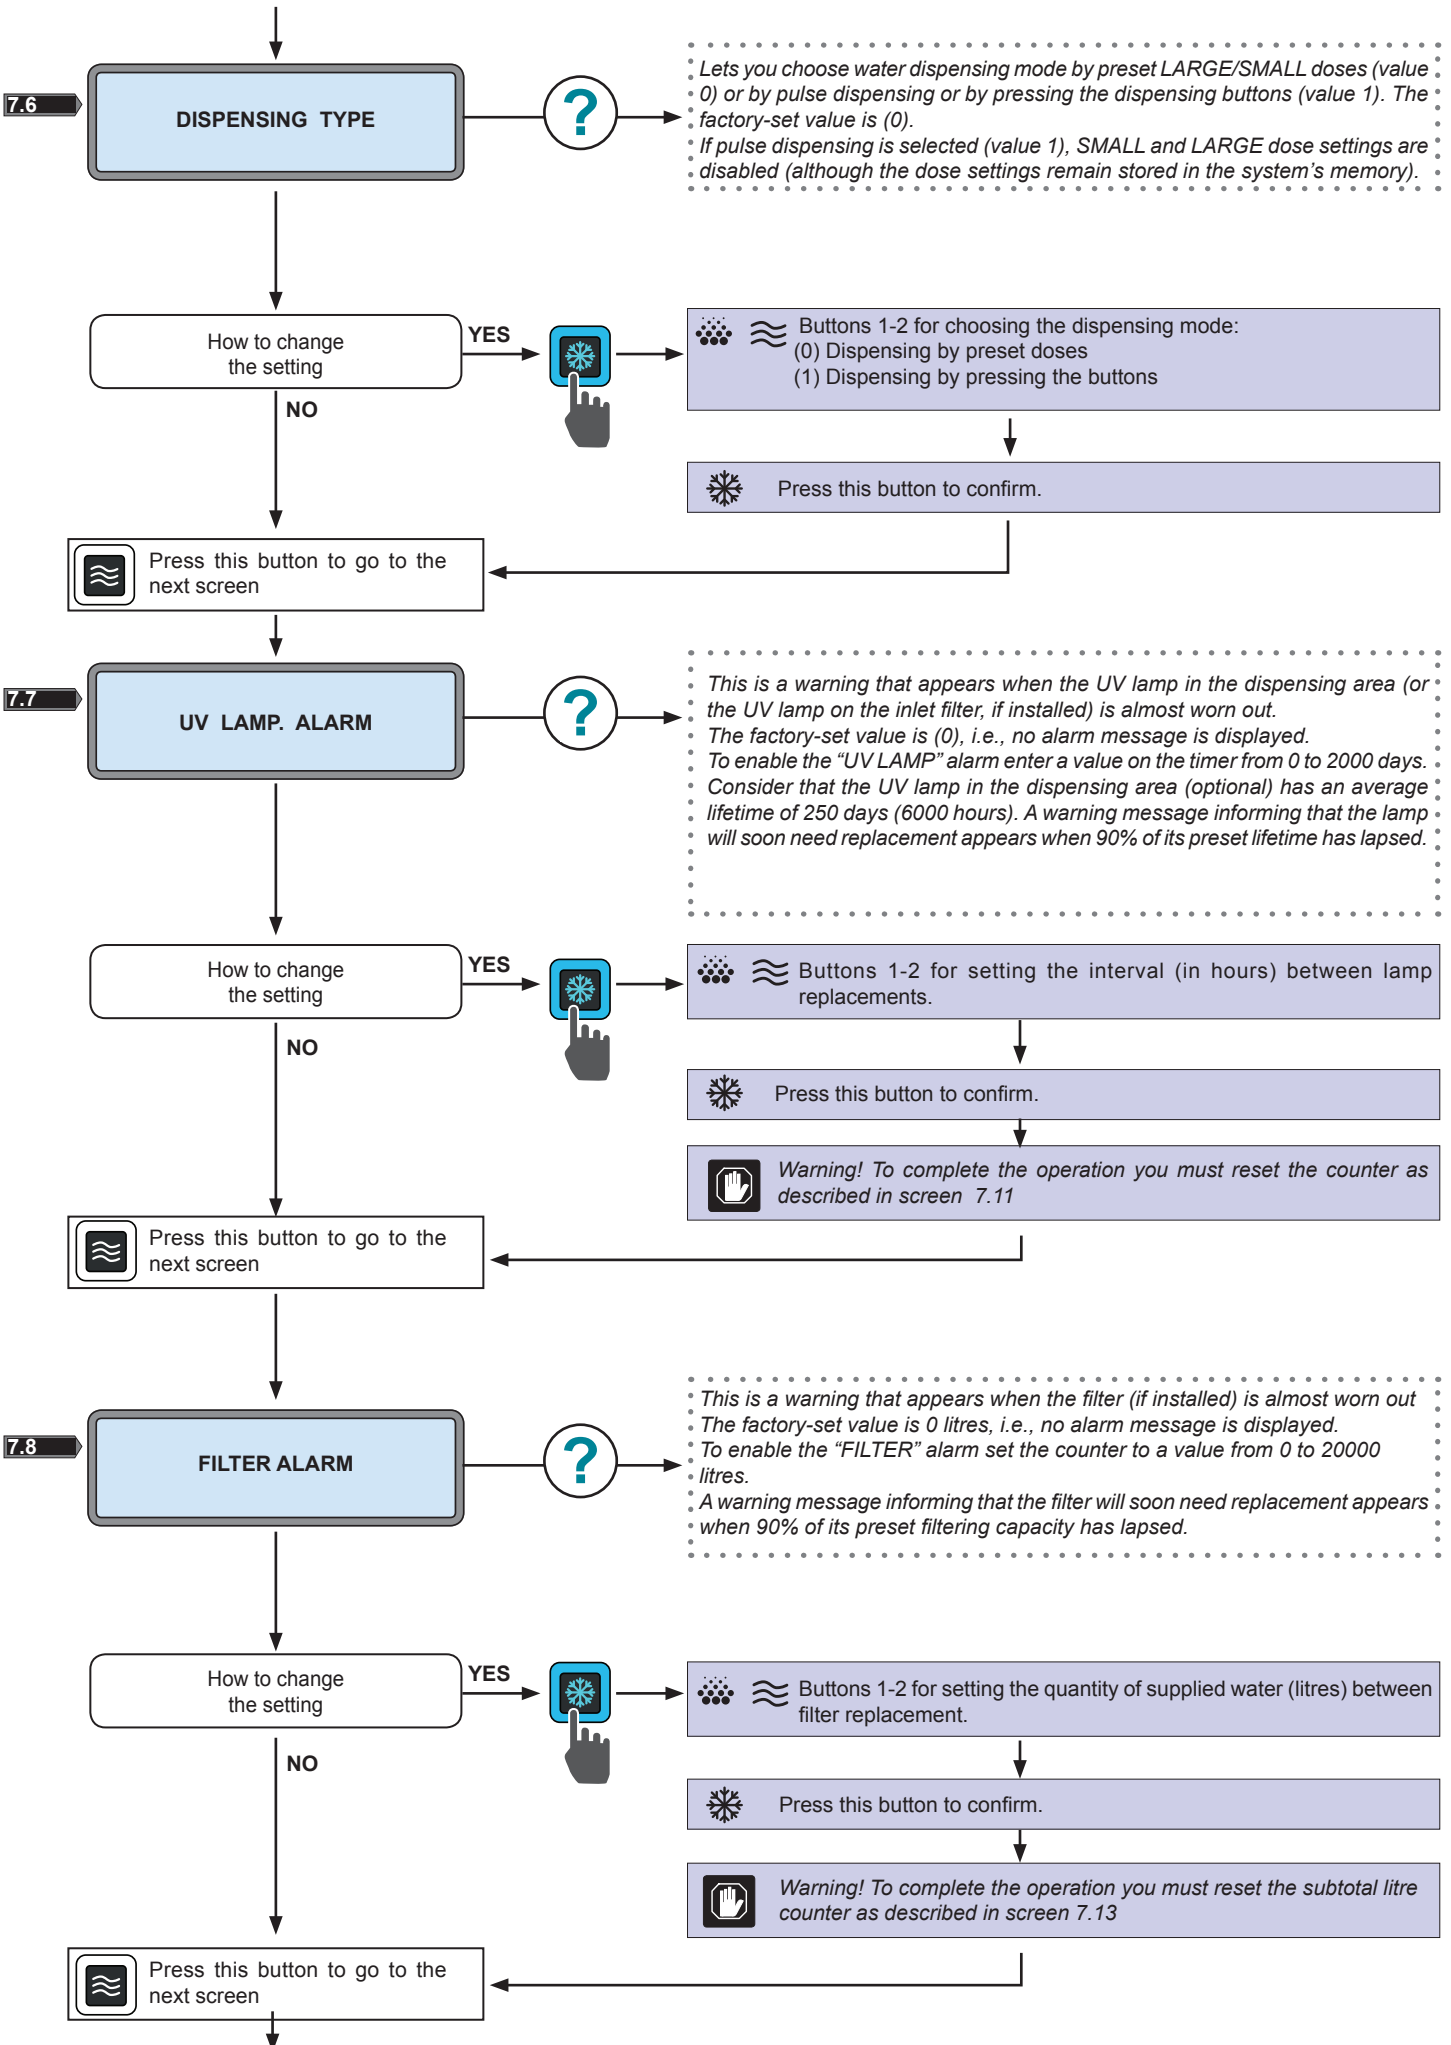 Lets you choose water dispensing mode by preset LARGE/SMALL doses (value
0) or by pulse dispensing or by pressing the dispensing buttons (value 1). The
factory-set value is (0).
If pulse dispensing is selected (value 1), SMALL and LARGE dose settings are
disabled (although the dose settings remain stored in the system's memory).
7.6
DISPENSING TYPE
?
How to change
the setting
YES
Buttons 1-2 for choosing the dispensing mode:
(0) Dispensing by preset doses
(1) Dispensing by pressing the buttons
NO
Press this button to confirm.
Press this button to go to the
next screen
7.7
UV LAMP. ALARM
?
This is a warning that appears when the UV lamp in the dispensing area (or
the UV lamp on the inlet filter, if installed) is almost worn out.
The factory-set value is (0), i.e., no alarm message is displayed.
To enable the “UV LAMP” alarm enter a value on the timer from 0 to 2000 days.
Consider that the UV lamp in the dispensing area (optional) has an average
lifetime of 250 days (6000 hours). A warning message informing that the lamp
will soon need replacement appears when 90% of its preset lifetime has lapsed.
How to change
the setting
YES
Buttons 1-2 for setting the interval (in hours) between lamp
replacements.
NO
Press this button to confirm.
Warning! To complete the operation you must reset the counter as
described in screen 7.11
Press this button to go to the
next screen
7.8
FILTER ALARM
?
This is a warning that appears when the filter (if installed) is almost worn out
The factory-set value is 0 litres, i.e., no alarm message is displayed.
To enable the “FILTER” alarm set the counter to a value from 0 to 20000
litres.
A warning message informing that the filter will soon need replacement appears
when 90% of its preset filtering capacity has lapsed.
How to change
the setting
YES
Buttons 1-2 for setting the quantity of supplied water (litres) between
filter replacement.
NO
Press this button to confirm.
Warning! To complete the operation you must reset the subtotal litre
counter as described in screen 7.13
Press this button to go to the
next screen